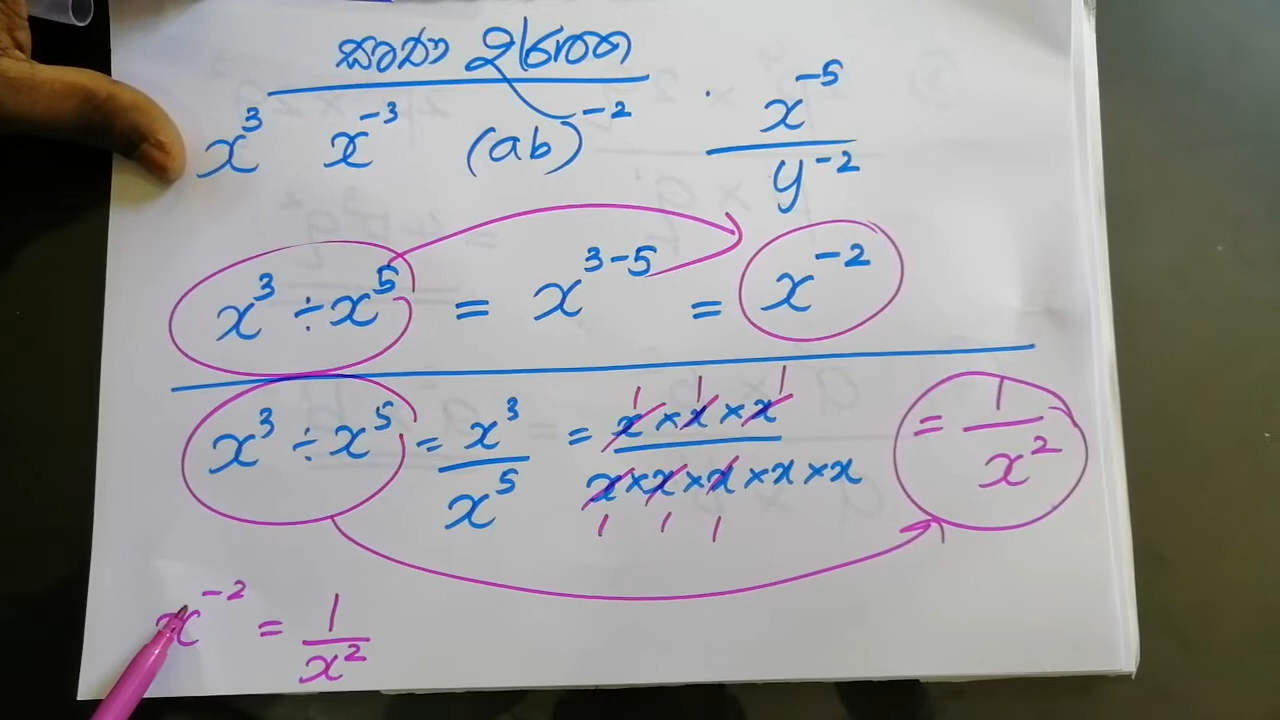 සෘණ දර්ශක
x³ x⁻³ (ab)⁻² · x⁻⁵/y⁻²
x³ ÷ x⁵ = x³⁻⁵ = x⁻²
x³ ÷ x⁵ = x³/x⁵ = x × x × x / x × x × x × x × x = 1/x²
x⁻² = 1/x²